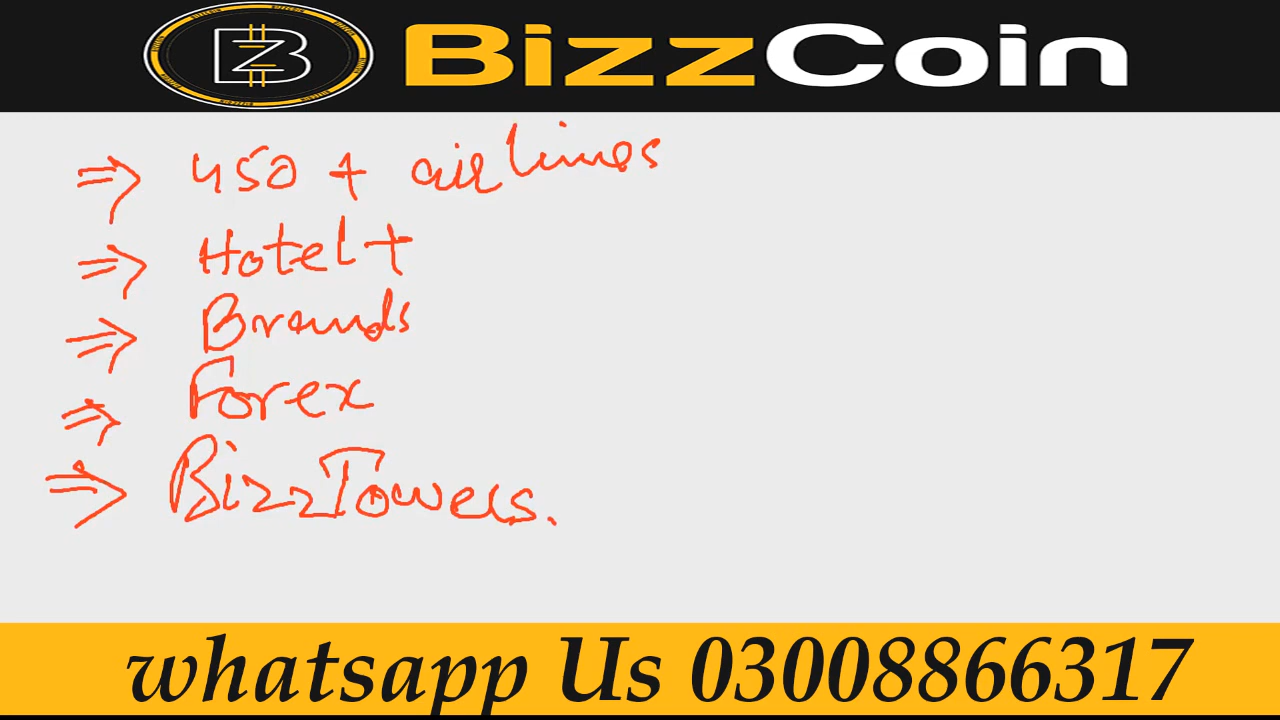 BizzCoin
⇒ 450 + airlines
⇒ Hotel +
⇒ Brands
⇒ Forex
⇒ BizzTowers.
whatsapp Us 03008866317